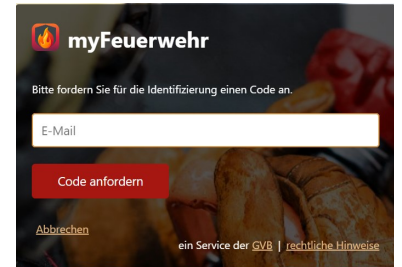 myFeuerwehr
Bitte fordern Sie für die Identifizierung einen Code an.
E-Mail
Code anfordern
Abbrechen
ein Service der GVB | rechtliche Hinweise